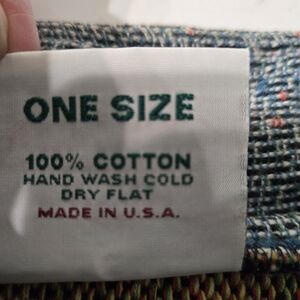 ONE SIZE
100% COTTON
HAND WASH COLD
DRY FLAT
MADE IN U.S.A.